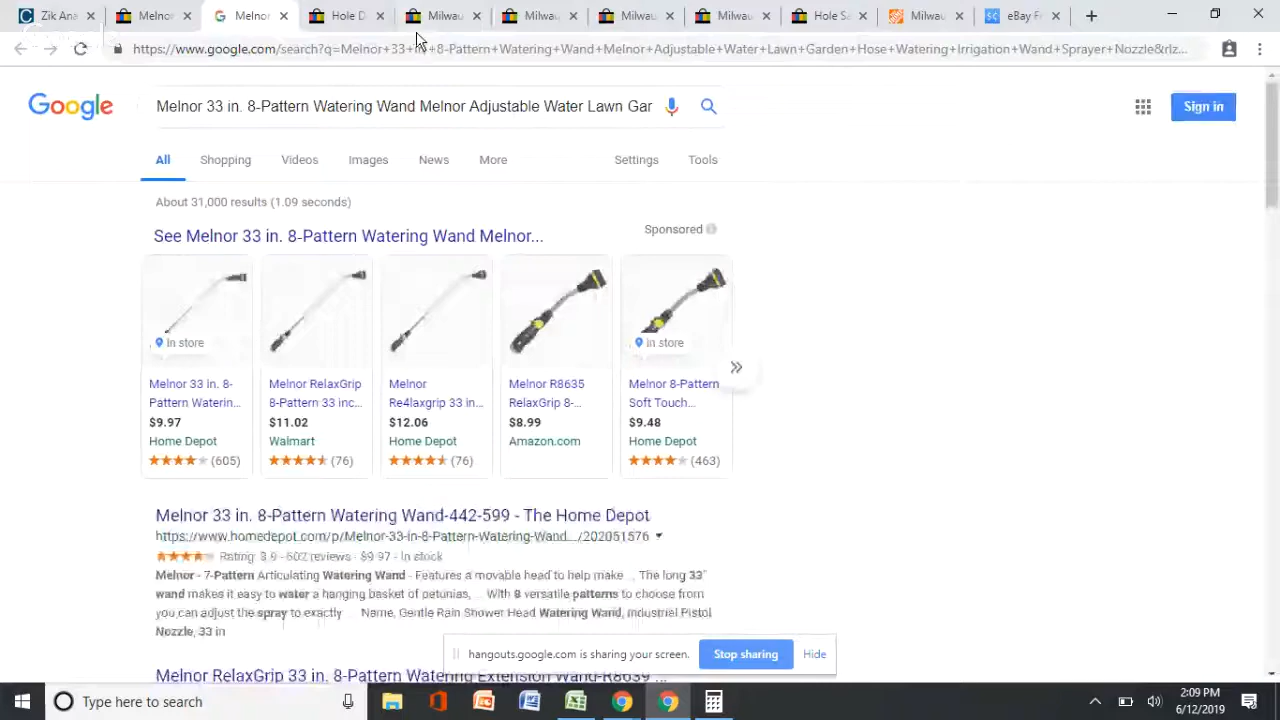 Zik Ana
Melnor
Melnor
Hole D
Milwau
Milwau
Milwau
Milwau
Hole Sa
Milwau
eBay Fr
https://www.google.com/search?q=Melnor+33+in+8-Pattern+Watering+Wand+Melnor+Adjustable+Water+Lawn+Garden+Hose+Watering+Irrigation+Wand+Sprayer+Nozzle&rlz...
Google
Melnor 33 in. 8-Pattern Watering Wand Melnor Adjustable Water Lawn Gar
Sign in
All Shopping Videos Images News More Settings Tools
About 31,000 results (1.09 seconds)
See Melnor 33 in. 8-Pattern Watering Wand Melnor...
Sponsored
In store
In store
Melnor 33 in. 8-
Pattern Waterin...
$9.97
Home Depot
(605)
Melnor RelaxGrip
8-Pattern 33 inc...
$11.02
Walmart
(76)
Melnor
Re4laxgrip 33 in...
$12.06
Home Depot
(76)
Melnor R8635
RelaxGrip 8-...
$8.99
Amazon.com
Melnor 8-Pattern
Soft Touch...
$9.48
Home Depot
(463)
Melnor 33 in. 8-Pattern Watering Wand-442-599 - The Home Depot
https://www.homedepot.com/p/Melnor-33-in-8-Pattern-Watering-Wand.../202051576
Rating: 3.9 - 602 reviews - $9.97 - In stock
Melnor - 7-Pattern Articulating Watering Wand - Features a movable head to help make ... The long 33"
wand makes it easy to water a hanging basket of petunias, ... With 8 versatile patterns to choose from
you can adjust the spray to exactly ... Name, Gentle Rain Shower Head Watering Wand, Industrial Pistol
Nozzle, 33 in
Melnor RelaxGrip 33 in. 8-Pattern Watering Extension Wand-R8639 ...
hangouts.google.com is sharing your screen.
Stop sharing
Hide
Type here to search
2:09 PM
6/12/2019